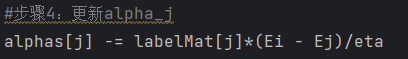 #步骤4：更新alpha_j
alphas[j] -= labelMat[j]*(Ei - Ej)/eta